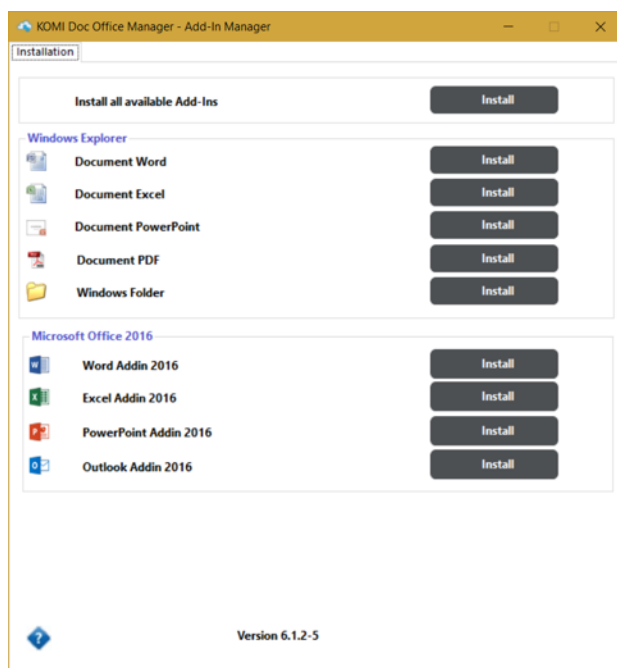 KOMI Doc Office Manager - Add-In Manager
Installation
Install all available Add-Ins Install
Windows Explorer
Document Word Install
Document Excel Install
Document PowerPoint Install
Document PDF Install
Windows Folder Install
Microsoft Office 2016
Word Addin 2016 Install
Excel Addin 2016 Install
PowerPoint Addin 2016 Install
Outlook Addin 2016 Install
Version 6.1.2-5